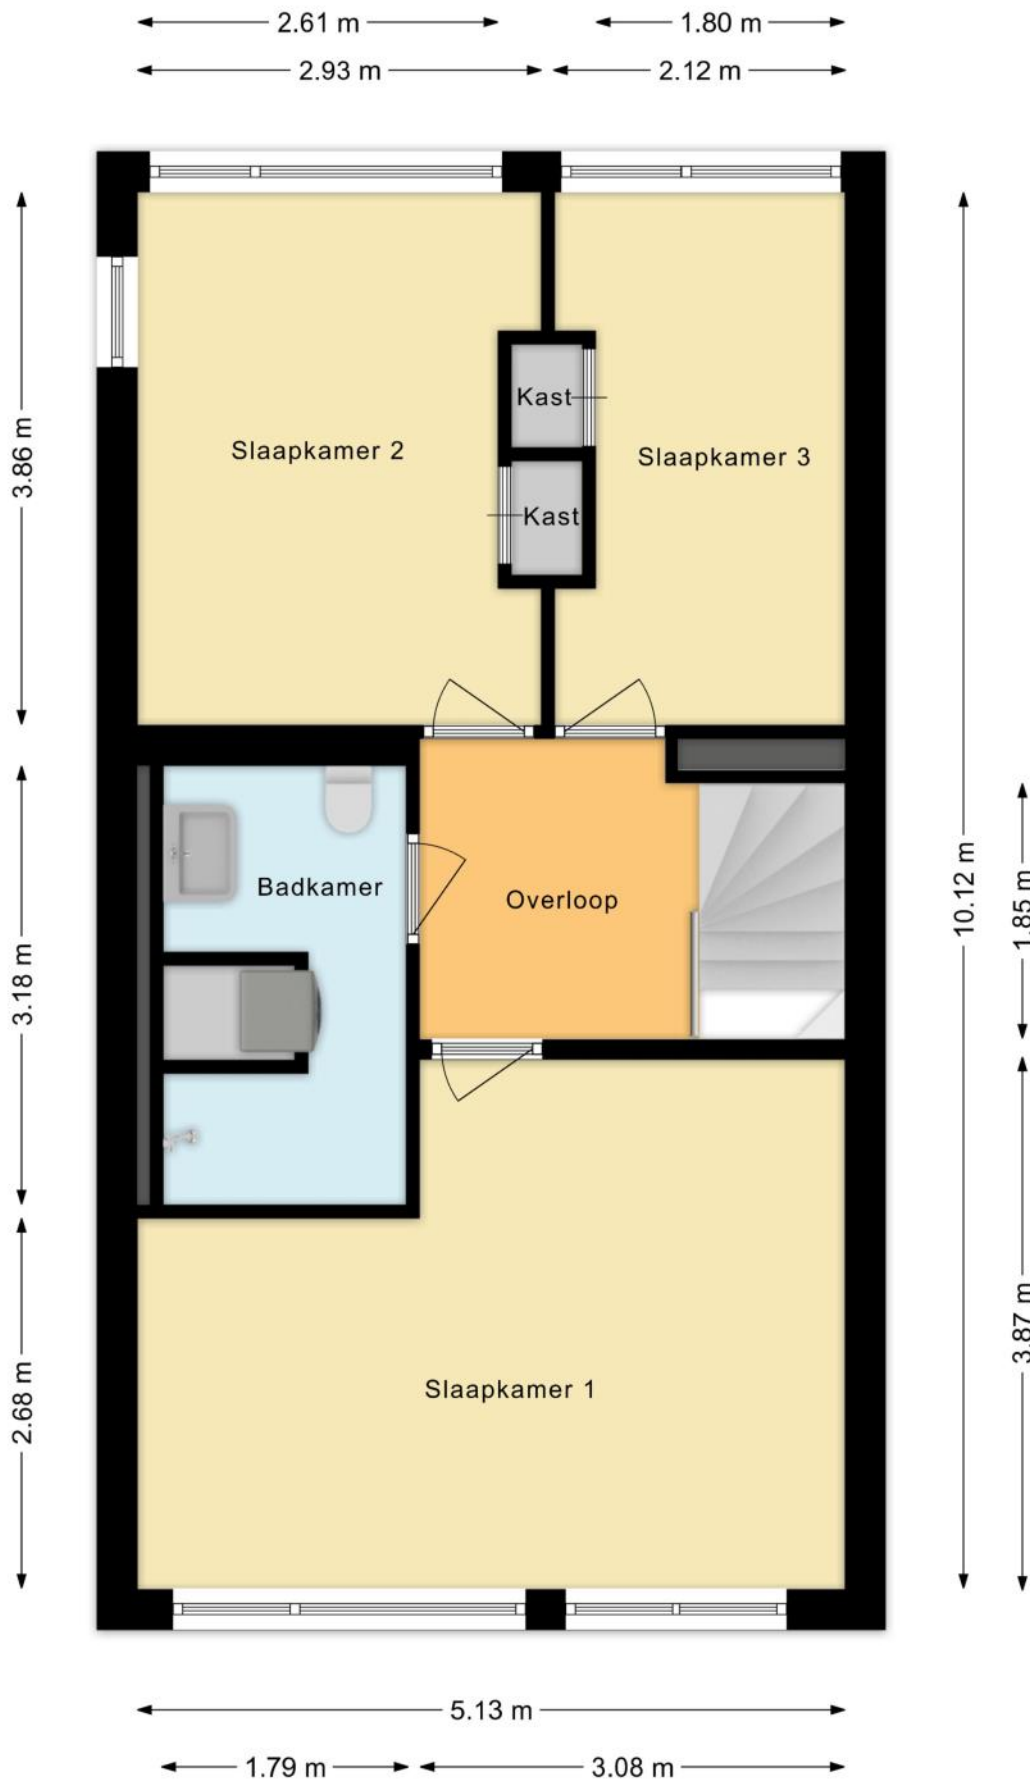 2.61 m
1.80 m
2.93 m
2.12 m
Kast
Slaapkamer 2
Slaapkamer 3
3.86 m
Kast
Badkamer
Overloop
10.12 m
1.85 m
3.18 m
3.87 m
Slaapkamer 1
2.68 m
5.13 m
1.79 m
3.08 m